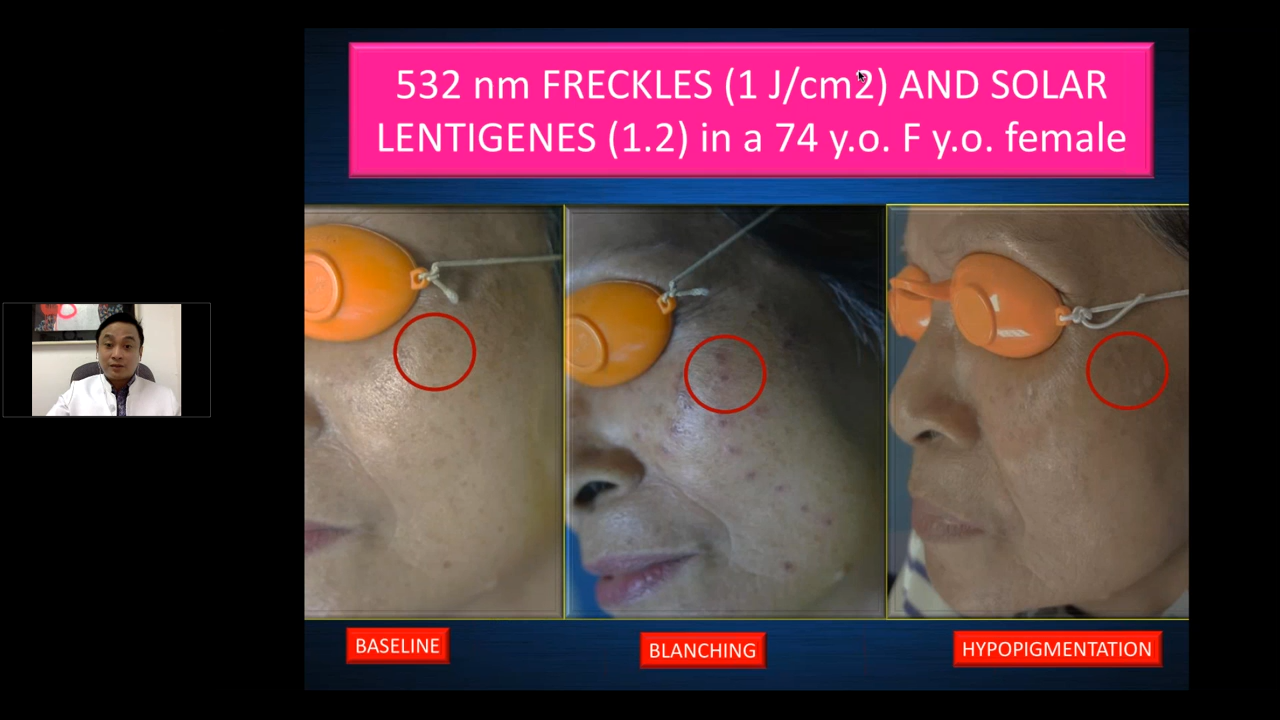 532 nm FRECKLES (1 J/cm2) AND SOLAR
LENTIGENES (1.2) in a 74 y.o. F y.o. female
BASELINE
BLANCHING
HYPOPIGMENTATION